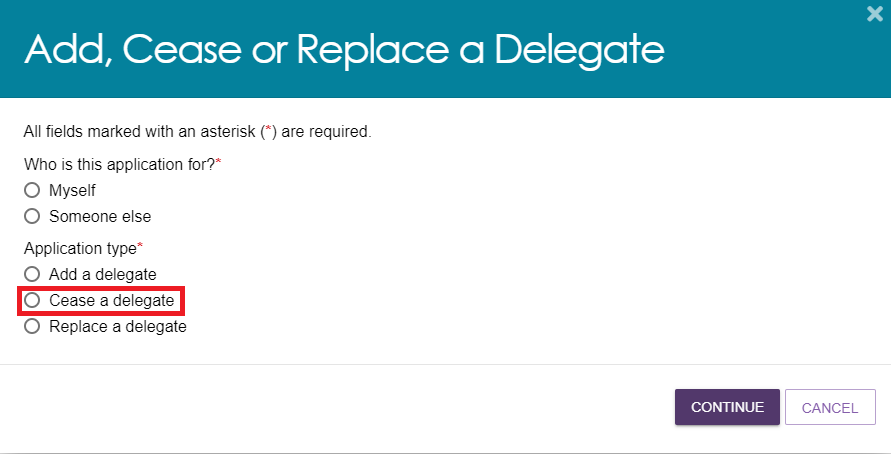 Add, Cease or Replace a Delegate
All fields marked with an asterisk (*) are required.
Who is this application for?*
Myself
Someone else
Application type*
Add a delegate
Cease a delegate
Replace a delegate
CONTINUE
CANCEL